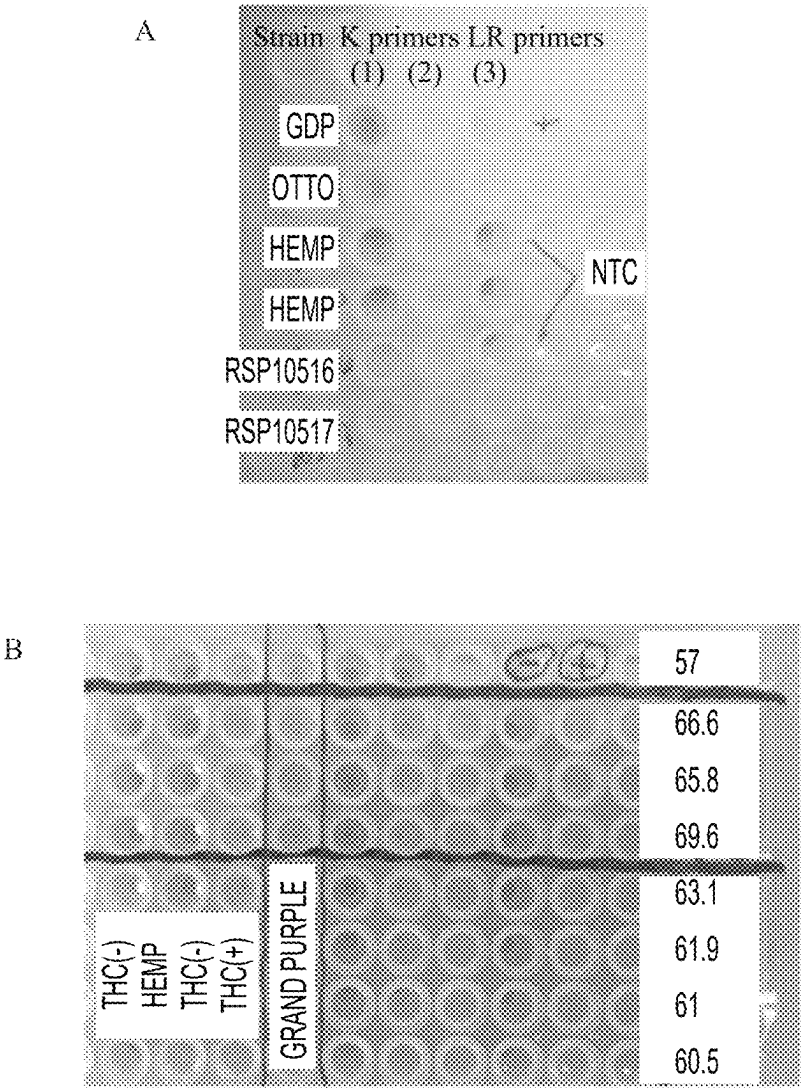 A
Strain K primers LR primers
(1) (2) (3)
GDP
OTTO
HEMP
NTC
HEMP
RSP10516
RSP10517
B
- +
57
66.6
65.8
69.6
63.1
61.9
61
60.5
THC(-)
HEMP
THC(-)
THC(+)
GRAND PURPLE